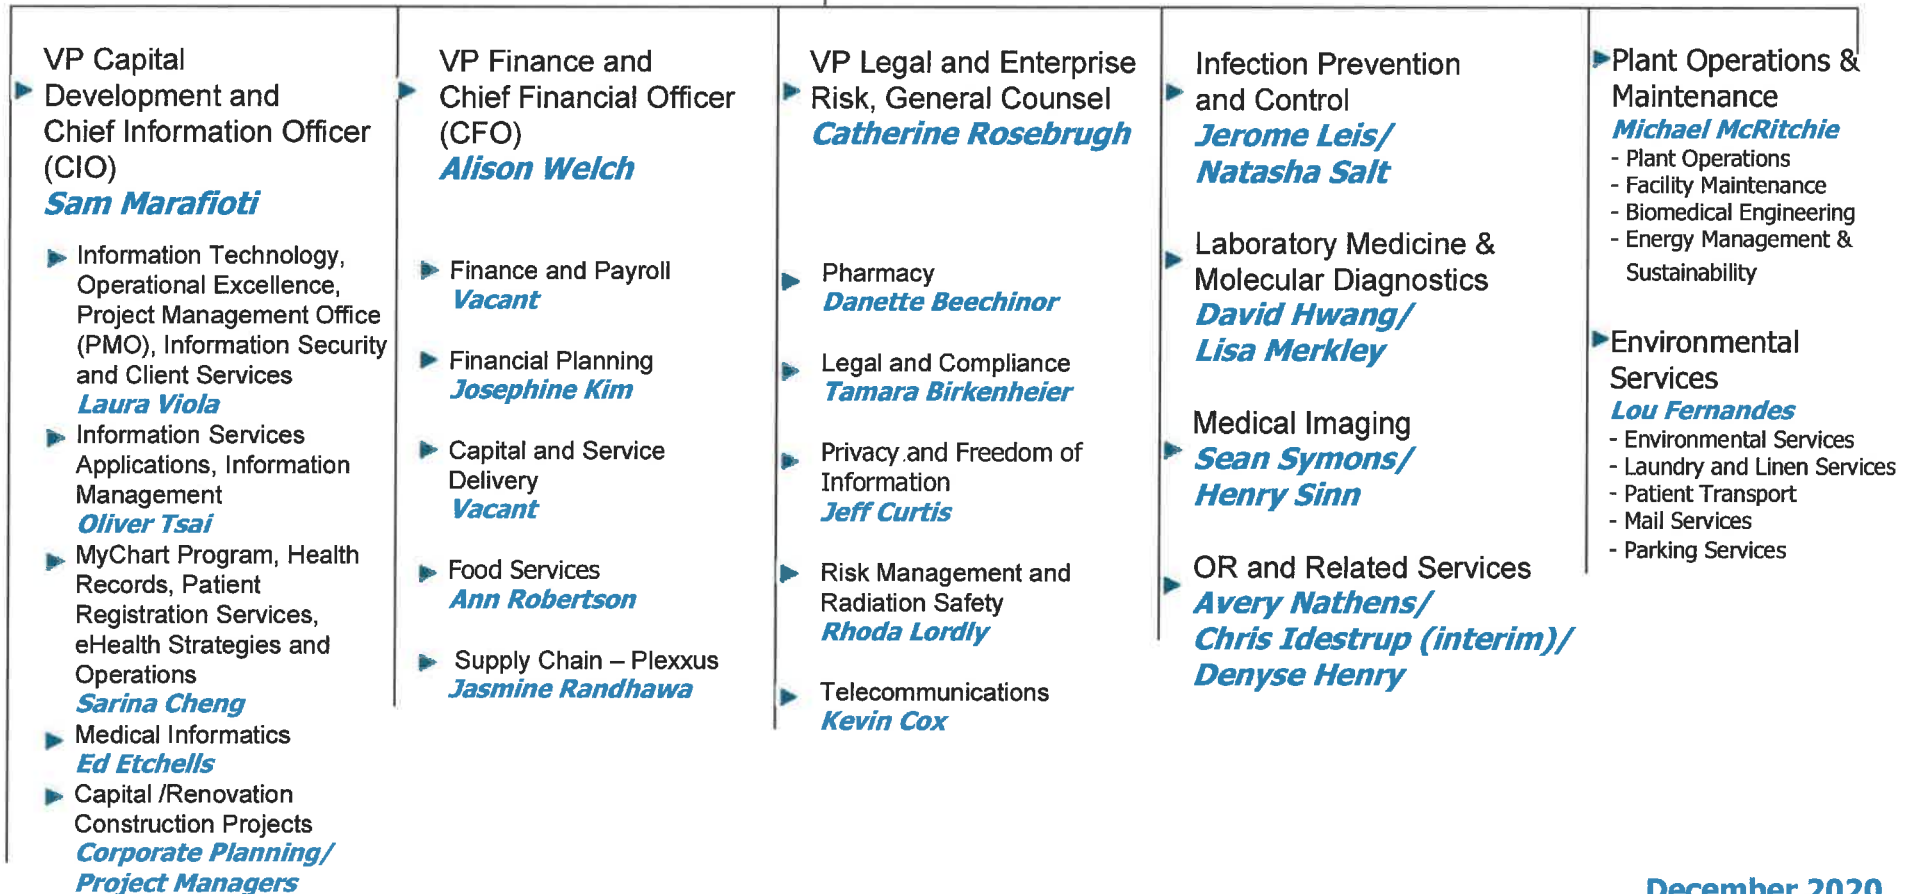 VP Capital
Development and
Chief Information Officer
(CIO)
Sam Marafioti
Information Technology,
Operational Excellence,
Project Management Office
(PMO), Information Security
and Client Services
Laura Viola
Information Services
Applications, Information
Management
Oliver Tsai
MyChart Program, Health
Records, Patient
Registration Services,
eHealth Strategies and
Operations
Sarina Cheng
Medical Informatics
Ed Etchells
Capital /Renovation
Construction Projects
Corporate Planning/
Project Managers
VP Finance and
Chief Financial Officer
(CFO)
Alison Welch
Finance and Payroll
Vacant
Financial Planning
Josephine Kim
Capital and Service
Delivery
Vacant
Food Services
Ann Robertson
Supply Chain – Plexxus
Jasmine Randhawa
VP Legal and Enterprise
Risk, General Counsel
Catherine Rosebrugh
Pharmacy
Danette Beechinor
Legal and Compliance
Tamara Birkenheier
Privacy and Freedom of
Information
Jeff Curtis
Risk Management and
Radiation Safety
Rhoda Lordly
Telecommunications
Kevin Cox
Infection Prevention
and Control
Jerome Leis/
Natasha Salt
Laboratory Medicine &
Molecular Diagnostics
David Hwang/
Lisa Merkley
Medical Imaging
Sean Symons/
Henry Sinn
OR and Related Services
Avery Nathens/
Chris Idestrup (interim)/
Denyse Henry
Plant Operations &
Maintenance
Michael McRitchie
- Plant Operations
- Facility Maintenance
- Biomedical Engineering
- Energy Management &
Sustainability
Environmental
Services
Lou Fernandes
- Environmental Services
- Laundry and Linen Services
- Patient Transport
- Mail Services
- Parking Services
December 2020